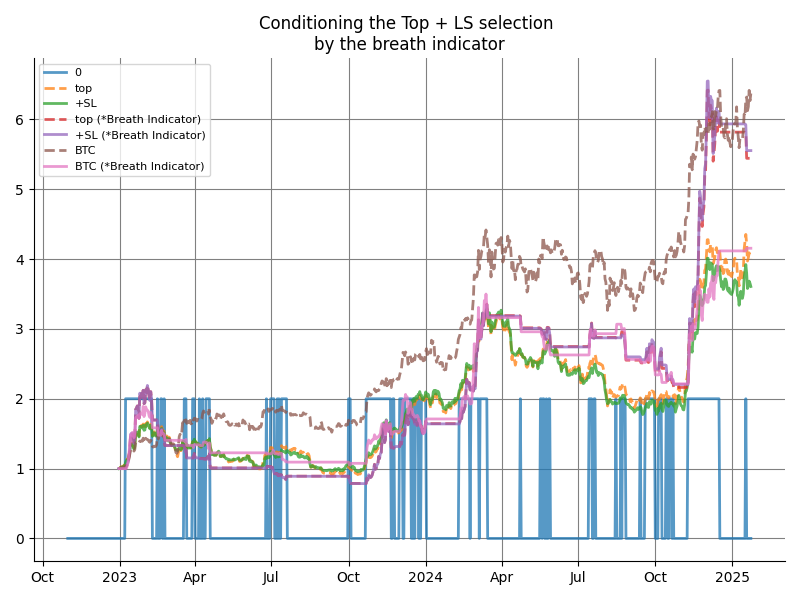 Conditioning the Top + LS selection
by the breath indicator
0
top
+SL
top (*Breath Indicator)
+SL (*Breath Indicator)
BTC
BTC (*Breath Indicator)
6
5
4
3
2
1
0
Oct
2023
Apr
Jul
Oct
2024
Apr
Jul
Oct
2025